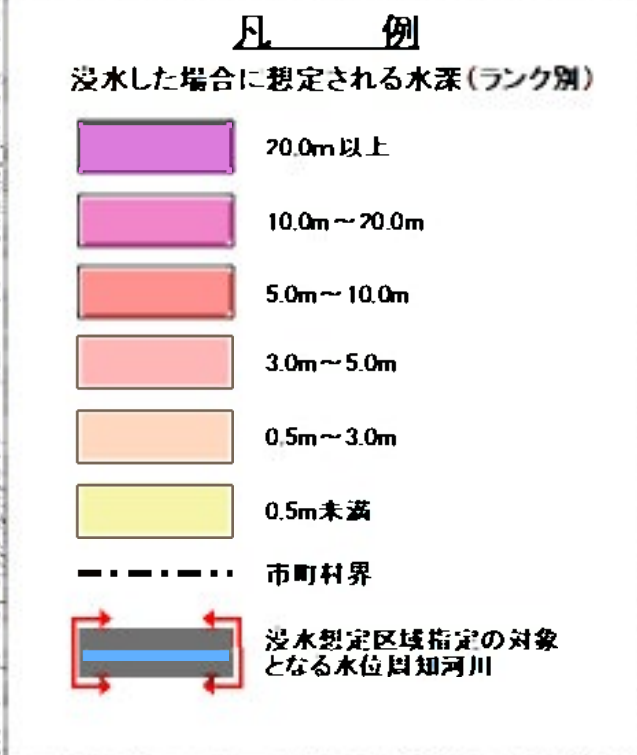 凡 例
浸水した場合に想定される水深(ランク別)
20.0m以上
10.0m～20.0m
5.0m～10.0m
3.0m～5.0m
0.5m～3.0m
0.5m未満
市町村界
浸水想定区域指定の対象
となる水位周知河川